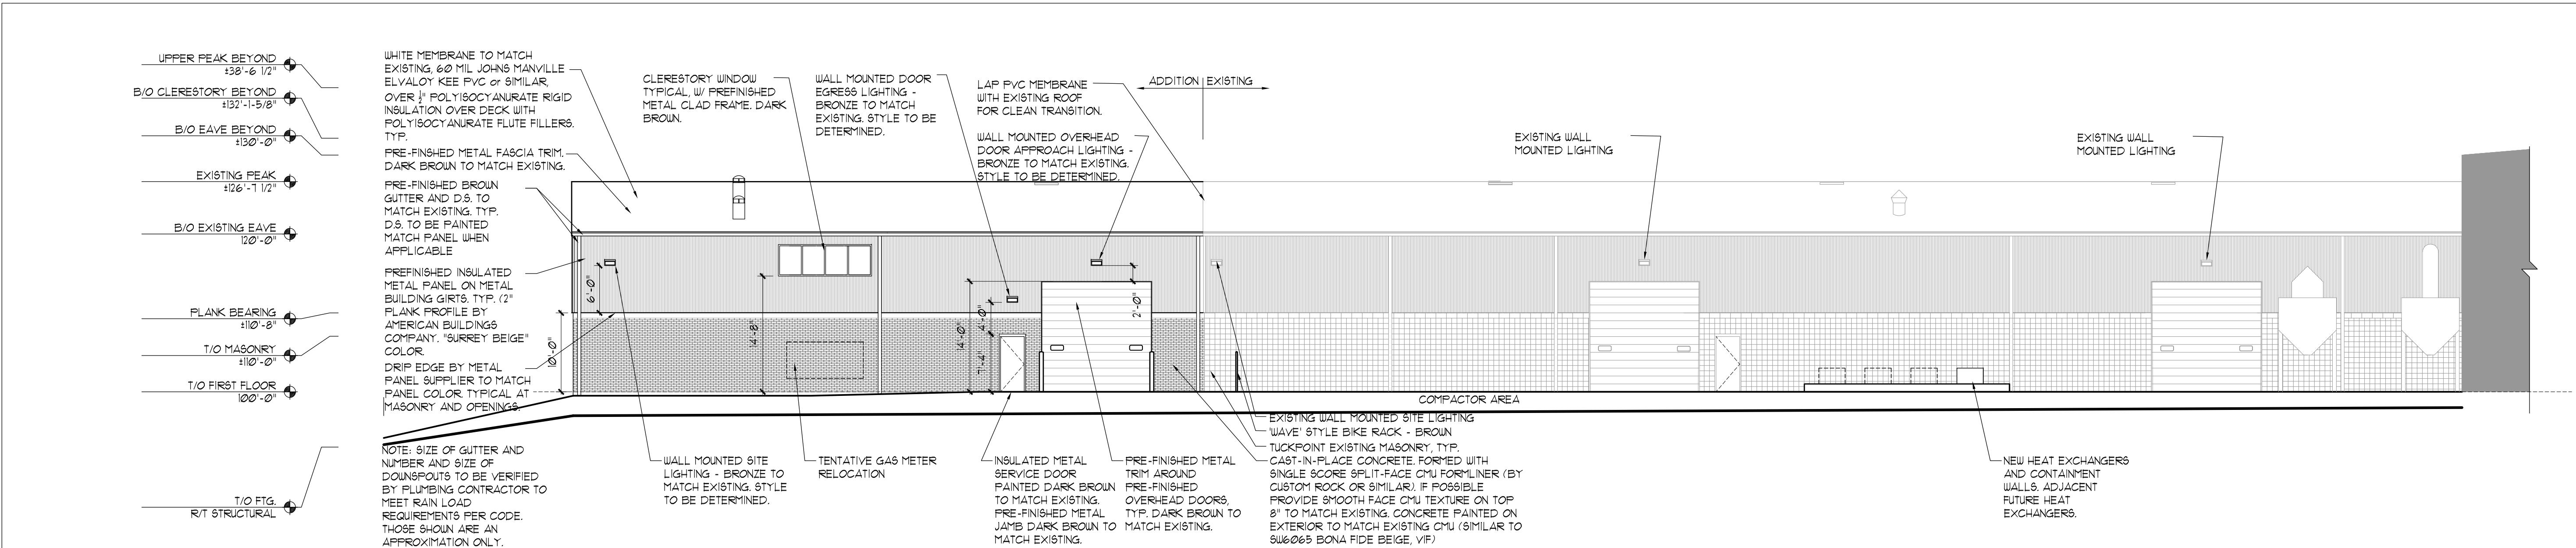 UPPER PEAK BEYOND
±38'-6 1/2"
B/O CLERESTORY BEYOND
±132'-1-5/8"
B/O EAVE BEYOND
±130'-0"
EXISTING PEAK
±126'-7 1/2"
B/O EXISTING EAVE
120'-0"
PLANK BEARING
±110'-8"
T/O MASONRY
±110'-0"
T/O FIRST FLOOR
100'-0"
T/O FTG.
R/T STRUCTURAL
WHITE MEMBRANE TO MATCH
EXISTING, 60 MIL JOHNS MANVILLE
ELVALOY KEE PVC or SIMILAR,
OVER ½" POLYISOCYANURATE RIGID
INSULATION OVER DECK WITH
POLYISOCYANURATE FLUTE FILLERS.
TYP.
PRE-FINSHED METAL FASCIA TRIM.
DARK BROWN TO MATCH EXISTING.
PRE-FINISHED BROWN
GUTTER AND D.S. TO
MATCH EXISTING. TYP.
D.S. TO BE PAINTED
MATCH PANEL WHEN
APPLICABLE
PREFINISHED INSULATED
METAL PANEL ON METAL
BUILDING GIRTS. TYP. (2"
PLANK PROFILE BY
AMERICAN BUILDINGS
COMPANY. "SURREY BEIGE"
COLOR.
DRIP EDGE BY METAL
PANEL SUPPLIER TO MATCH
PANEL COLOR. TYPICAL AT
MASONRY AND OPENINGS.
NOTE: SIZE OF GUTTER AND
NUMBER AND SIZE OF
DOWNSPOUTS TO BE VERIFIED
BY PLUMBING CONTRACTOR TO
MEET RAIN LOAD
REQUIREMENTS PER CODE.
THOSE SHOWN ARE AN
APPROXIMATION ONLY.
CLERESTORY WINDOW
TYPICAL, W/ PREFINISHED
METAL CLAD FRAME. DARK
BROWN.
WALL MOUNTED DOOR
EGRESS LIGHTING -
BRONZE TO MATCH
EXISTING. STYLE TO BE
DETERMINED.
LAP PVC MEMBRANE
WITH EXISTING ROOF
FOR CLEAN TRANSITION.
WALL MOUNTED OVERHEAD
DOOR APPROACH LIGHTING -
BRONZE TO MATCH EXISTING.
STYLE TO BE DETERMINED.
ADDITION EXISTING
EXISTING WALL
MOUNTED LIGHTING
EXISTING WALL
MOUNTED LIGHTING
6'-0"
10'-0"
14'-8"
14'-0"
4'-0"
7'-4"
2'-0"
COMPACTOR AREA
WALL MOUNTED SITE
LIGHTING - BRONZE TO
MATCH EXISTING. STYLE
TO BE DETERMINED.
TENTATIVE GAS METER
RELOCATION
INSULATED METAL
SERVICE DOOR
PAINTED DARK BROWN
TO MATCH EXISTING.
PRE-FINISHED METAL
JAMB DARK BROWN TO
MATCH EXISTING.
PRE-FINISHED METAL
TRIM AROUND
PRE-FINISHED
OVERHEAD DOORS,
TYP. DARK BROWN TO
MATCH EXISTING.
EXISTING WALL MOUNTED SITE LIGHTING
'WAVE' STYLE BIKE RACK - BROWN
TUCKPOINT EXISTING MASONRY, TYP.
CAST-IN-PLACE CONCRETE. FORMED WITH
SINGLE SCORE SPLIT-FACE CMU FORMLINER (BY
CUSTOM ROCK OR SIMILAR). IF POSSIBLE
PROVIDE SMOOTH FACE CMU TEXTURE ON TOP
8" TO MATCH EXISTING. CONCRETE PAINTED ON
EXTERIOR TO MATCH EXISTING CMU (SIMILAR TO
SW6065 BONA FIDE BEIGE, VIF)
NEW HEAT EXCHANGERS
AND CONTAINMENT
WALLS. ADJACENT
FUTURE HEAT
EXCHANGERS.